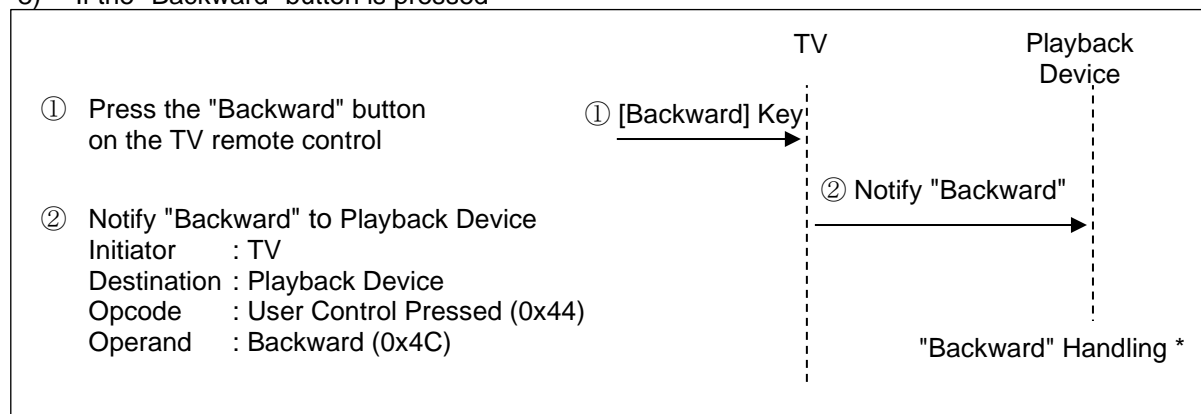 If the "Backward" button is pressed
TV
Playback
Device
① Press the "Backward" button
on the TV remote control
① [Backward] Key
② Notify "Backward"
② Notify "Backward" to Playback Device
Initiator : TV
Destination : Playback Device
Opcode : User Control Pressed (0x44)
Operand : Backward (0x4C)
"Backward" Handling *